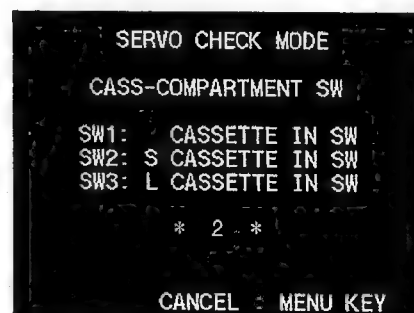 SERVO CHECK MODE
CASS-COMPARTMENT SW
SW1: CASSETTE IN SW
SW2: S CASSETTE IN SW
SW3: L CASSETTE IN SW
* 2 *
CANCEL : MENU KEY